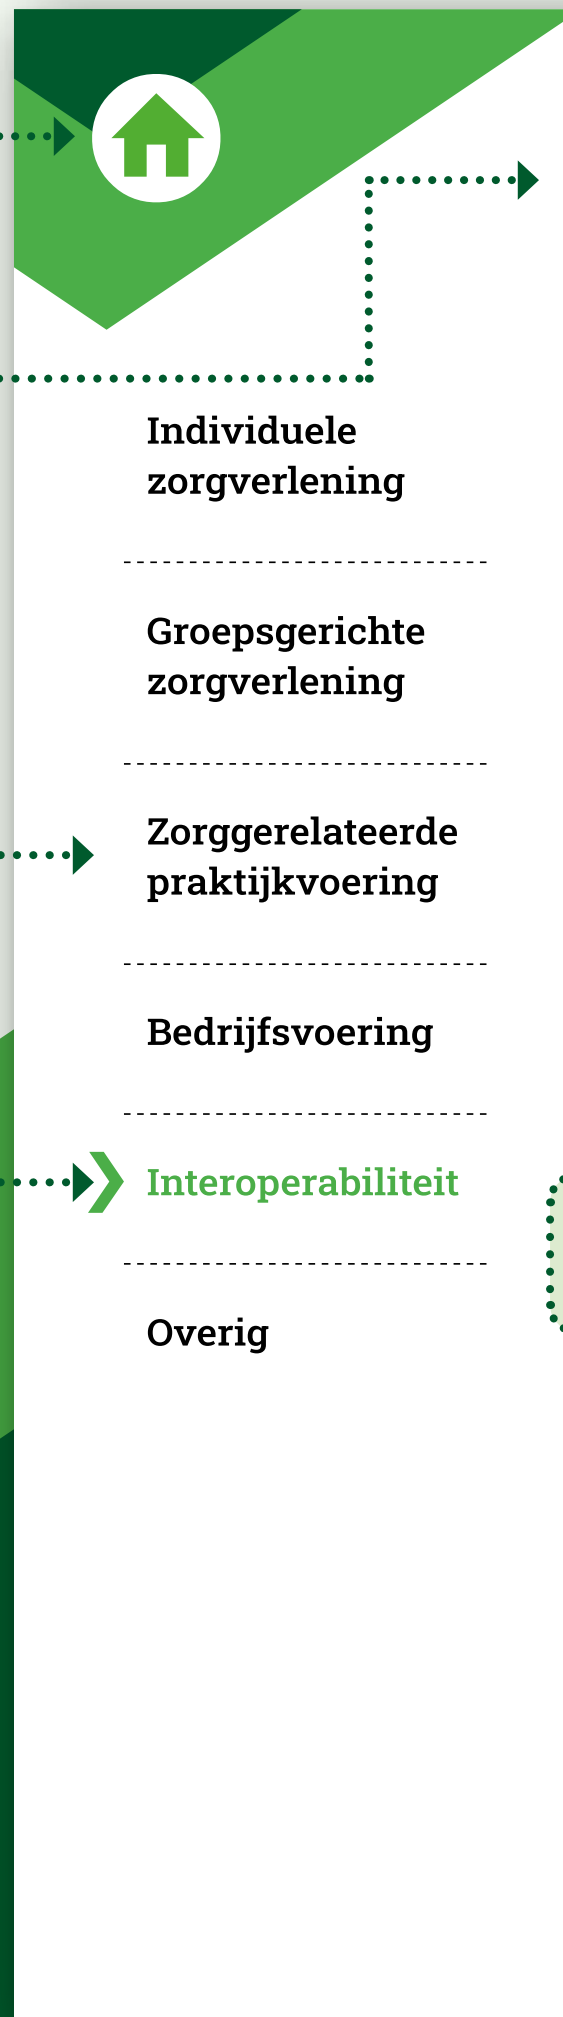 Individuele
zorgverlening
Groepsgerichte
zorgverlening
Zorggerelateerde
praktijkvoering
Bedrijfsvoering
Interoperabiliteit
Overig